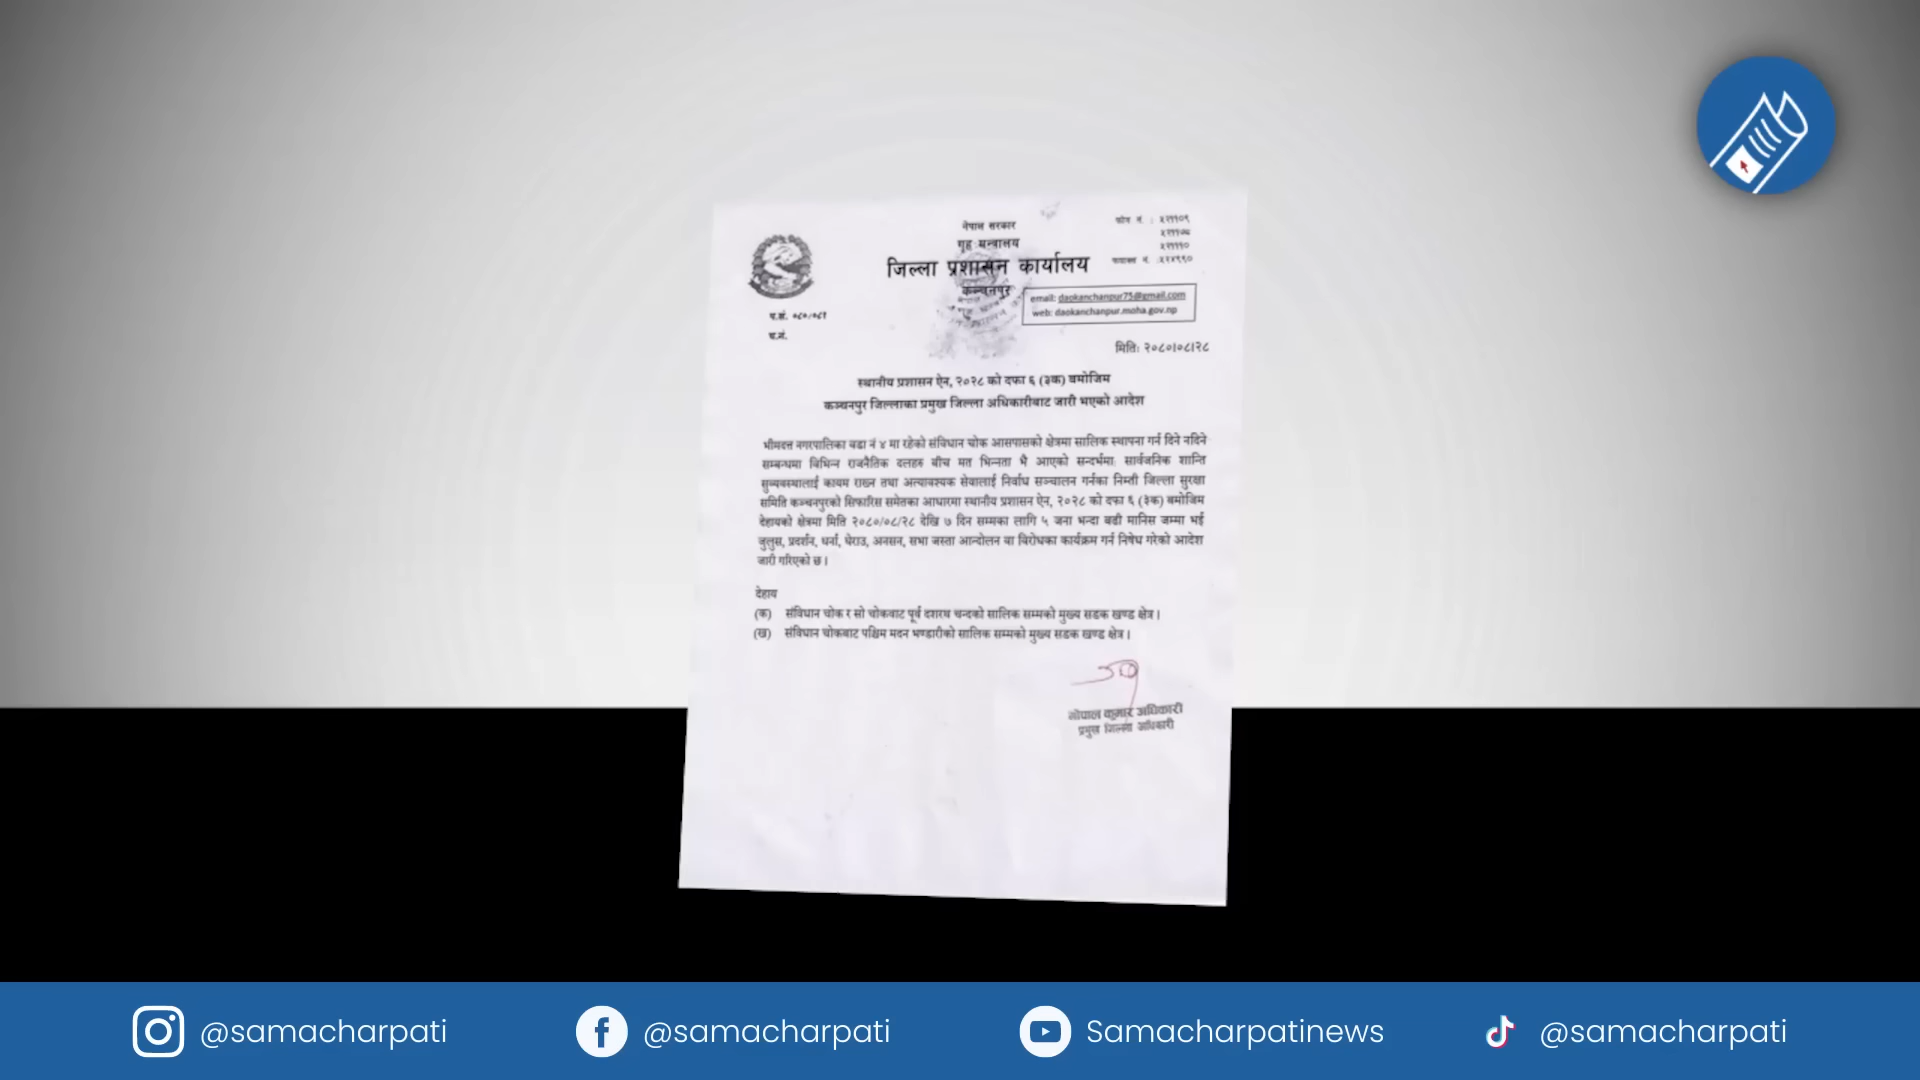 नेपाल सरकार
गृह मन्त्रालय
जिल्ला प्रशासन कार्यालय
कञ्चनपुर
फोन नं :
email: daokanchanpur75@gmail.com
web: daokanchanpur.moha.gov.np
प.सं. ०८०/०८१
च.नं.
मितिः २०८०।०८।२८
स्थानीय प्रशासन ऐन, २०२८ को दफा ६ (३क) बमोजिम
कञ्चनपुर जिल्लाका प्रमुख जिल्ला अधिकारीबाट जारी भएको आदेश
भीमदत्त नगरपालिका वडा नं ४ मा रहेको संविधान चोक आसपासको क्षेत्रमा सालिक स्थापना गर्न दिने नदिने
सम्बन्धमा विभिन्न राजनैतिक दलहरु बीच मत भिन्नता भै आएको सन्दर्भमा सार्वजनिक शान्ति
सुव्यवस्थालाई कायम राख्न तथा अत्यावश्यक सेवालाई निर्वाध सञ्चालन गर्नका निम्ती जिल्ला सुरक्षा
समिति कञ्चनपुरको सिफारिस समेतका आधारमा स्थानीय प्रशासन ऐन, २०२८ को दफा ६ (३क) बमोजिम
देहायको क्षेत्रमा मिति २०८०/०८/२८ देखि ७ दिन सम्मका लागि ५ जना भन्दा बढी मानिस जम्मा भई
जुलुस, प्रदर्शन, धर्ना, घेराउ, अनसन, सभा जस्ता आन्दोलन वा विरोधका कार्यक्रम गर्न निषेध गरेको आदेश
जारी गरिएको छ।
देहाय
(क) संविधान चोक र सो चोकबाट पूर्व दशरथ चन्दको सालिक सम्मको मुख्य सडक खण्ड क्षेत्र।
(ख) संविधान चोकबाट पश्चिम मदन भण्डारीको सालिक सम्मको मुख्य सडक खण्ड क्षेत्र।
गोपाल कुमार अधिकारी
प्रमुख जिल्ला अधिकारी
@samacharpati
@samacharpati
Samacharpatinews
@samacharpati